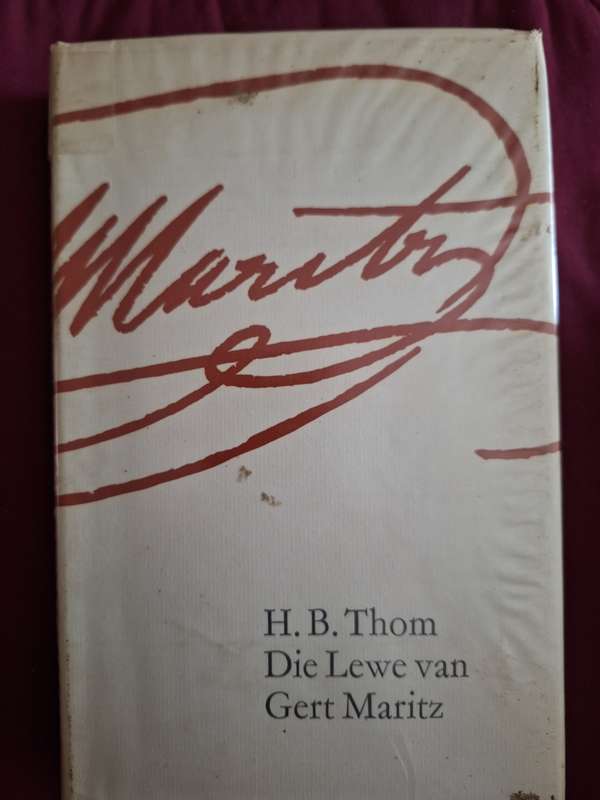 Maritz
H. B. Thom
Die Lewe van
Gert Maritz